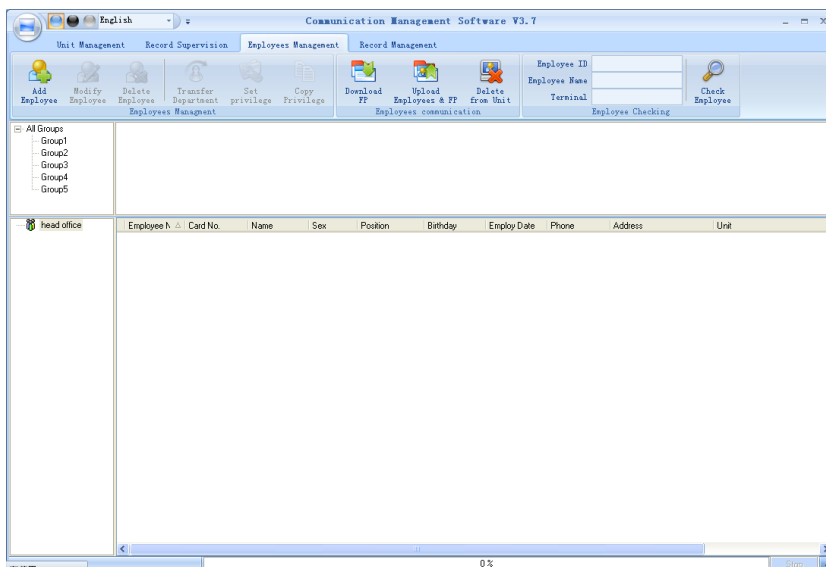 English
Communication Management Software V3.7
Unit Management Record Supervision Employees Management Record Management
Add Employee
Modify Employee
Delete Employee
Transfer Department
Set privilege
Copy Privilege
Employees Managment
Download FP
Upload Employees & FP
Delete from Unit
Employees communication
Employee ID
Employee Name
Terminal
Check Employee
Employee Checking
All Groups
Group1
Group2
Group3
Group4
Group5
head office
Employee N Card No. Name Sex Position Birthday Employ Date Phone Address Unit
0%
Stop